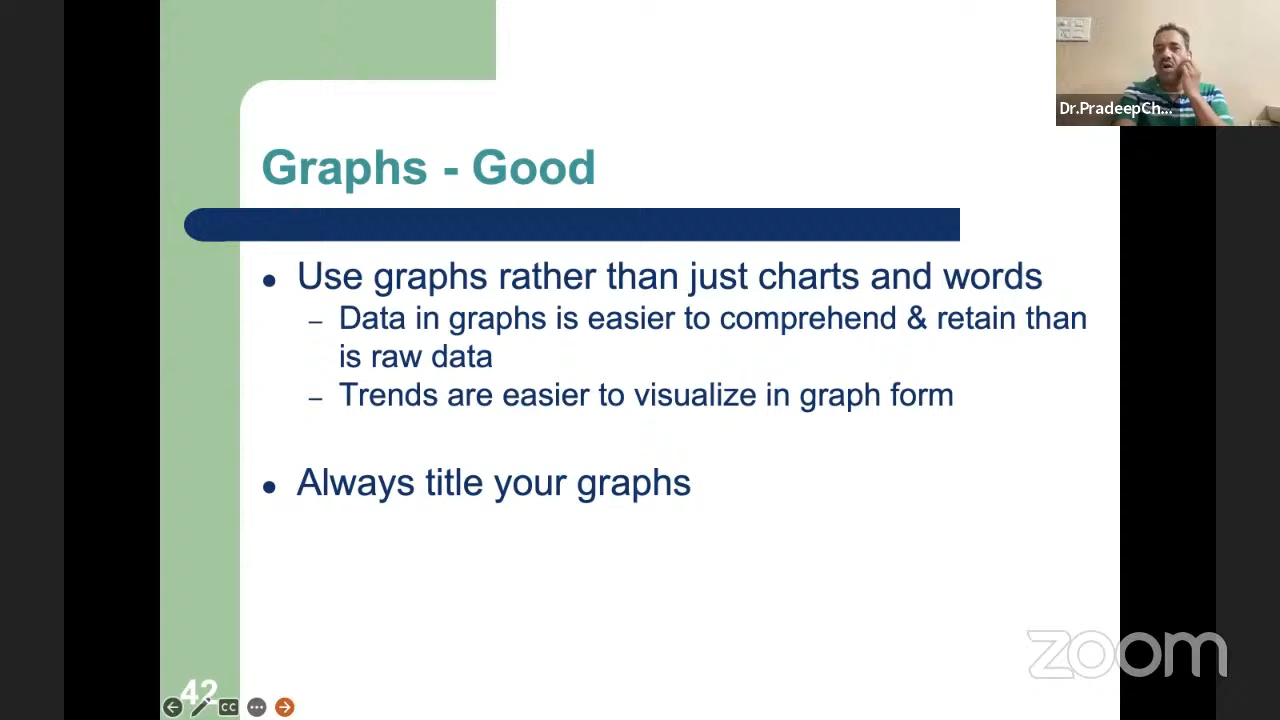 Dr.PradeepCh...
Graphs - Good
• Use graphs rather than just charts and words
– Data in graphs is easier to comprehend & retain than
is raw data
– Trends are easier to visualize in graph form
• Always title your graphs
zoom
42
CC